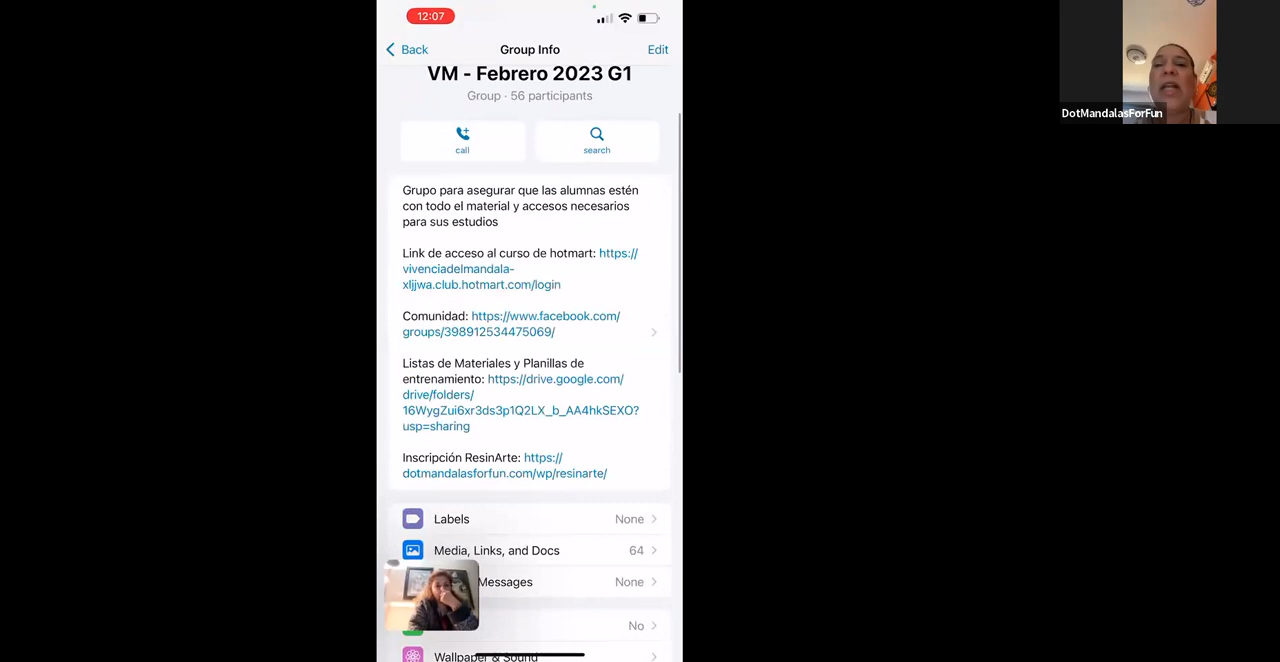 12:07
Back
Group Info
Edit
VM - Febrero 2023 G1
Group · 56 participants
call
search
Grupo para asegurar que las alumnas estén
con todo el material y accesos necesarios
para sus estudios
Link de acceso al curso de hotmart: https://
vivenciadelmandala-
xljjwa.club.hotmart.com/login
Comunidad: https://www.facebook.com/
groups/398912534475069/
Listas de Materiales y Planillas de
entrenamiento: https://drive.google.com/
drive/folders/
16WygZui6xr3ds3p1Q2LX_b_AA4hkSEXO?
usp=sharing
Inscripción ResinArte: https://
dotmandalasforfun.com/wp/resinarte/
Labels None
Media, Links, and Docs 64
Messages None
No
Wallpaper & Sound
DotMandalasForFun